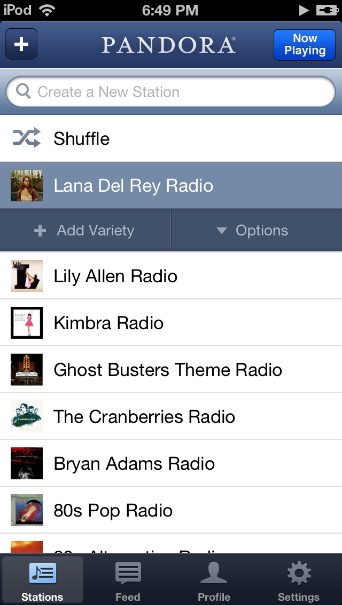 iPod 6:49 PM
PANDORA®
Now
Playing
Create a New Station
Shuffle
Lana Del Rey Radio
Add Variety Options
Lily Allen Radio
Kimbra Radio
Ghost Busters Theme Radio
The Cranberries Radio
Bryan Adams Radio
80s Pop Radio
Stations Feed Profile Settings